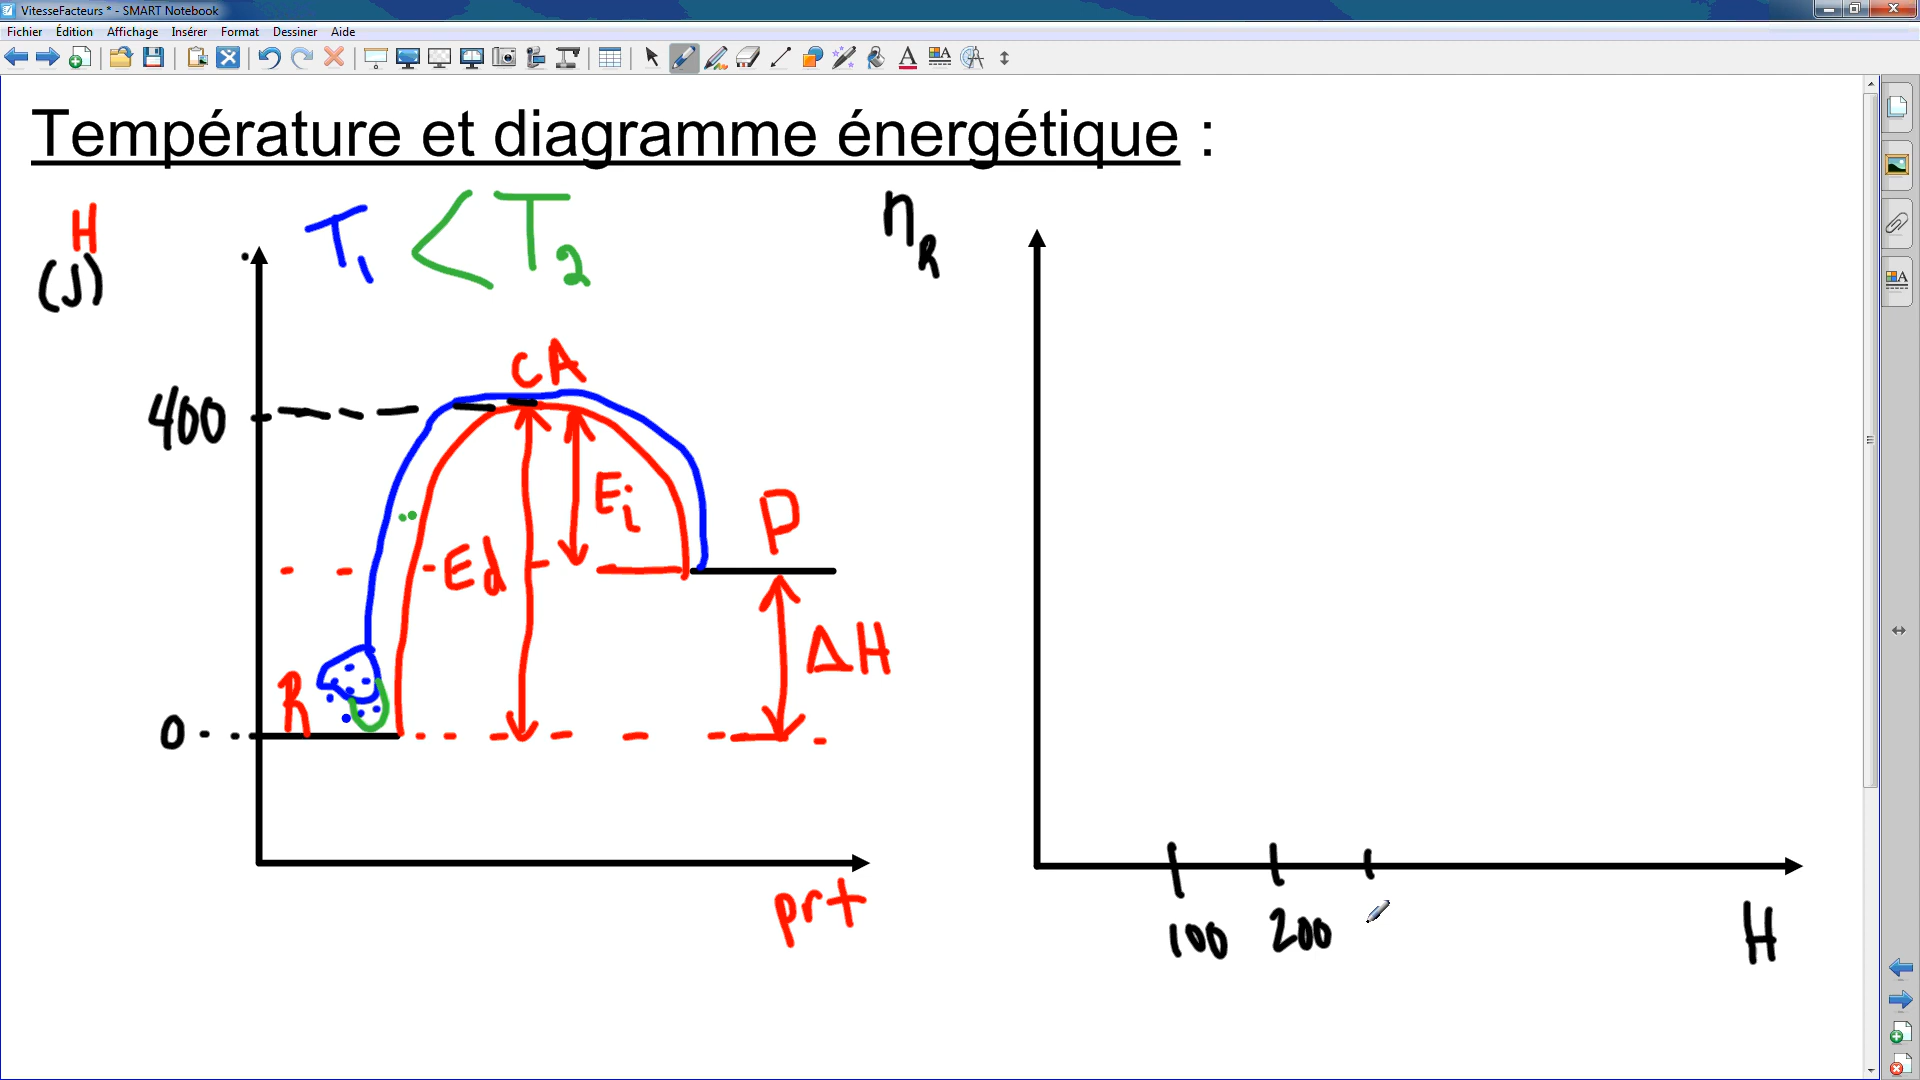 VitesseFacteurs * - SMART Notebook
Fichier Édition Affichage Insérer Format Dessiner Aide
Température et diagramme énergétique :
H
(J)
T1 < T2
CA
400
Ei
Ed
P
ΔH
R
0
prt
nR
100 200
H